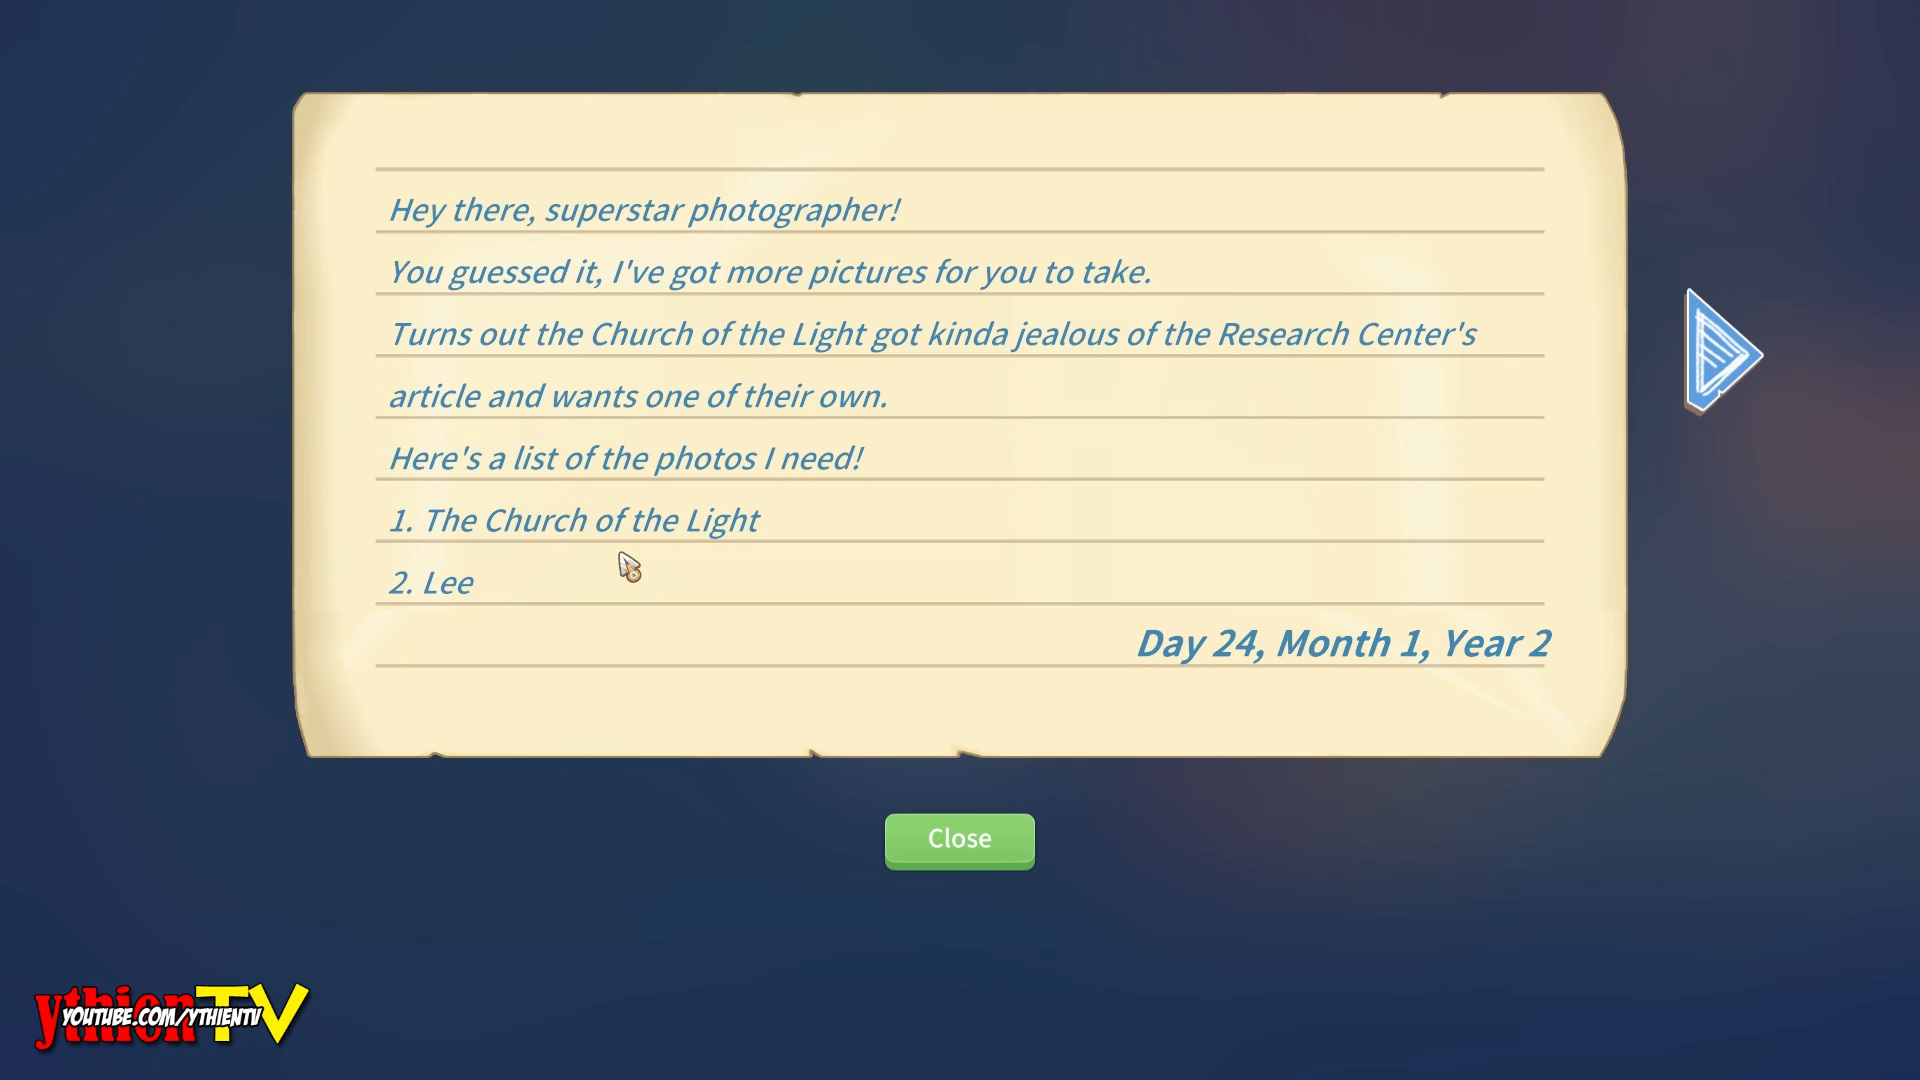 Hey there, superstar photographer!
You guessed it, I've got more pictures for you to take.
Turns out the Church of the Light got kinda jealous of the Research Center's
article and wants one of their own.
Here's a list of the photos I need!
1. The Church of the Light
2. Lee
Day 24, Month 1, Year 2
Close
ythienTV
YOUTUBE.COM/YTHIENTV